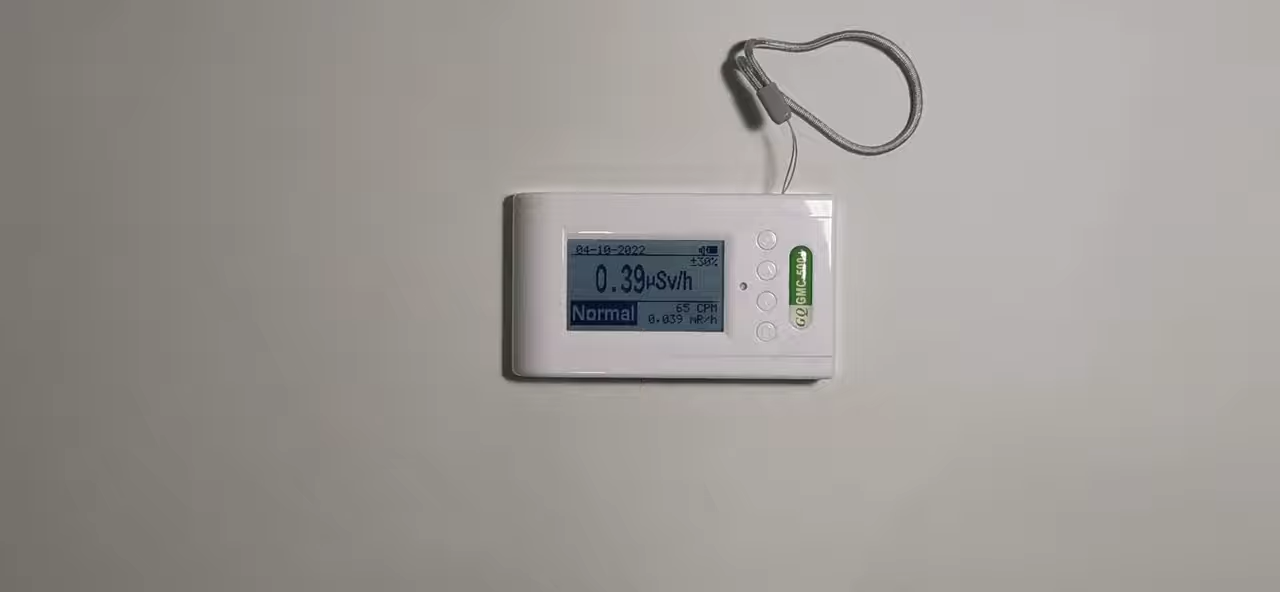 04-10-2022
±30%
0.39µSv/h
Normal
65 CPM
0.039 mR/h
GQ GMC-500